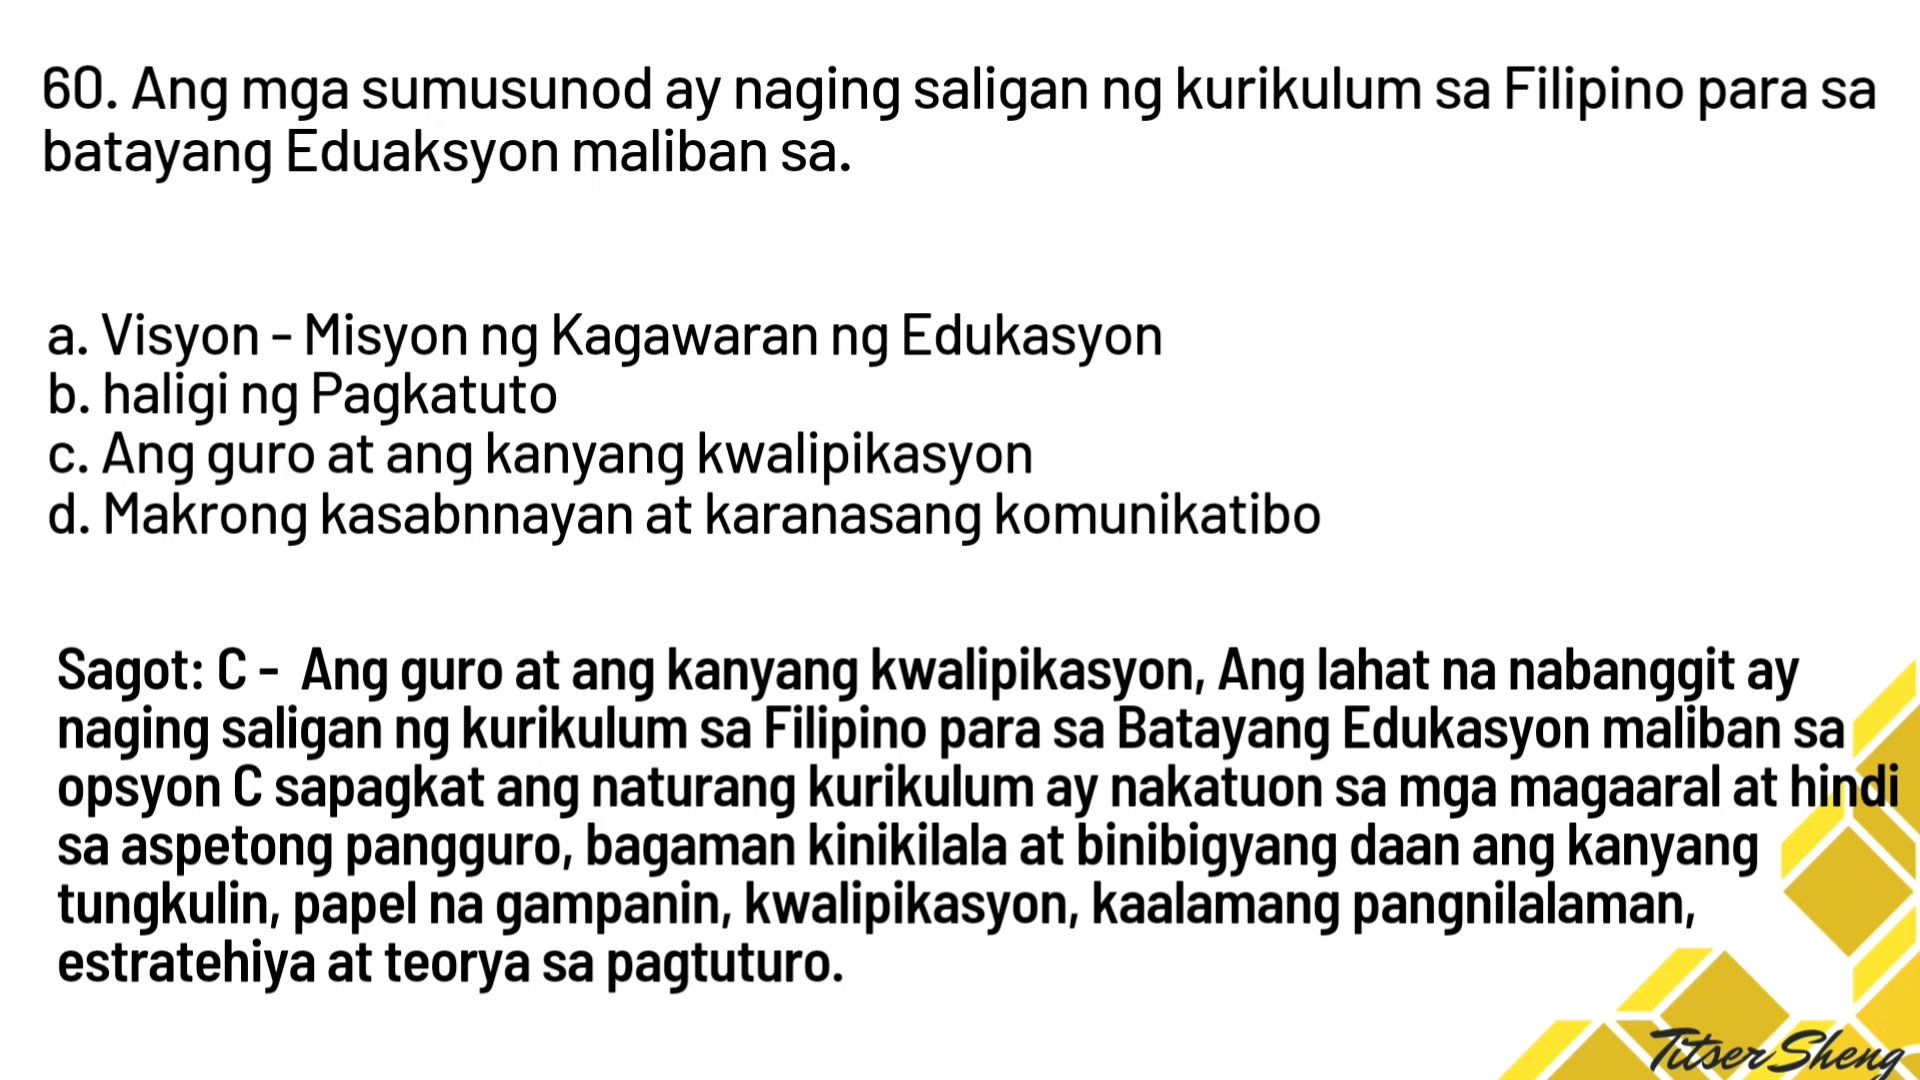 60. Ang mga sumusunod ay naging saligan ng kurikulum sa Filipino para sa
batayang Eduaksyon maliban sa.
a. Visyon - Misyon ng Kagawaran ng Edukasyon
b. haligi ng Pagkatuto
c. Ang guro at ang kanyang kwalipikasyon
d. Makrong kasabnnayan at karanasang komunikatibo
Sagot: C - Ang guro at ang kanyang kwalipikasyon, Ang lahat na nabanggit ay
naging saligan ng kurikulum sa Filipino para sa Batayang Edukasyon maliban sa
opsyon C sapagkat ang naturang kurikulum ay nakatuon sa mga magaaral at hindi
sa aspetong pangguro, bagaman kinikilala at binibigyang daan ang kanyang
tungkulin, papel na gampanin, kwalipikasyon, kaalamang pangnilalaman,
estratehiya at teorya sa pagtuturo.
Titser Sheng